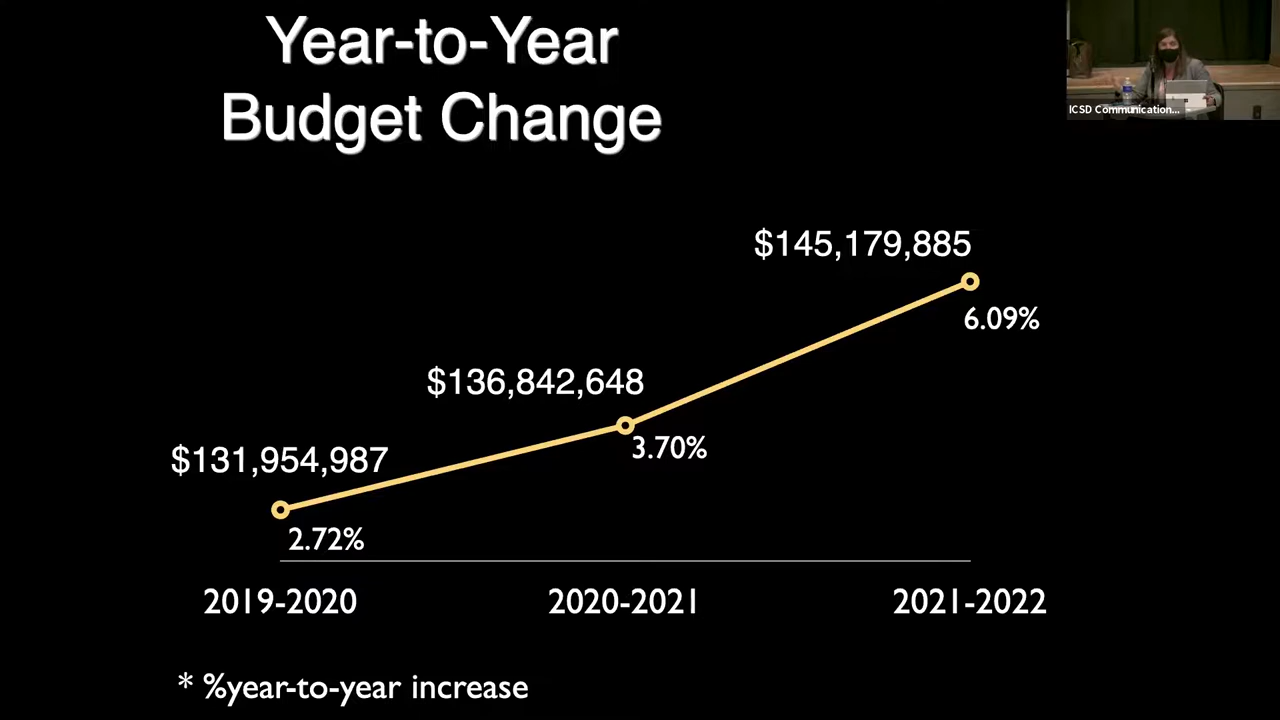 Year-to-Year
Budget Change
ICSD Communication...
$145,179,885
6.09%
$136,842,648
3.70%
$131,954,987
2.72%
2019-2020
2020-2021
2021-2022
* %year-to-year increase